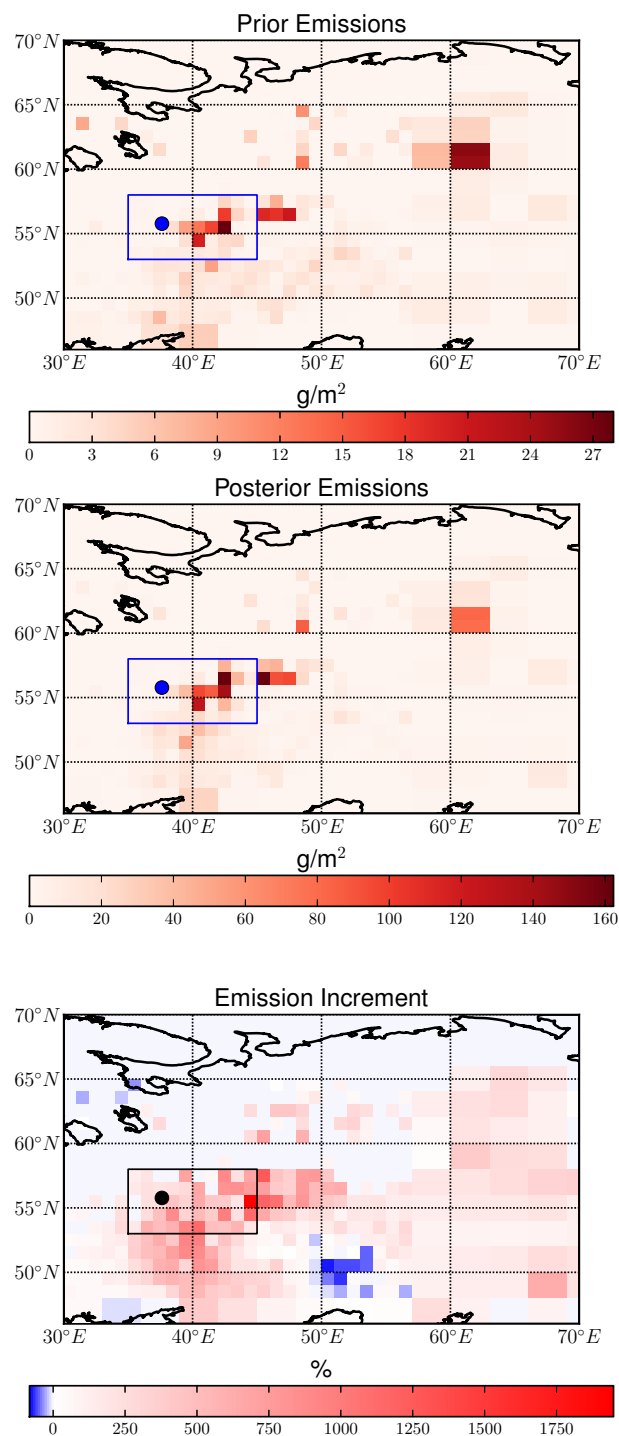 Prior Emissions
70°N
65°N
60°N
55°N
50°N
30°E 40°E 50°E 60°E 70°E
g/m²
0 3 6 9 12 15 18 21 24 27
Posterior Emissions
70°N
65°N
60°N
55°N
50°N
30°E 40°E 50°E 60°E 70°E
g/m²
0 20 40 60 80 100 120 140 160
Emission Increment
70°N
65°N
60°N
55°N
50°N
30°E 40°E 50°E 60°E 70°E
%
0 250 500 750 1000 1250 1500 1750